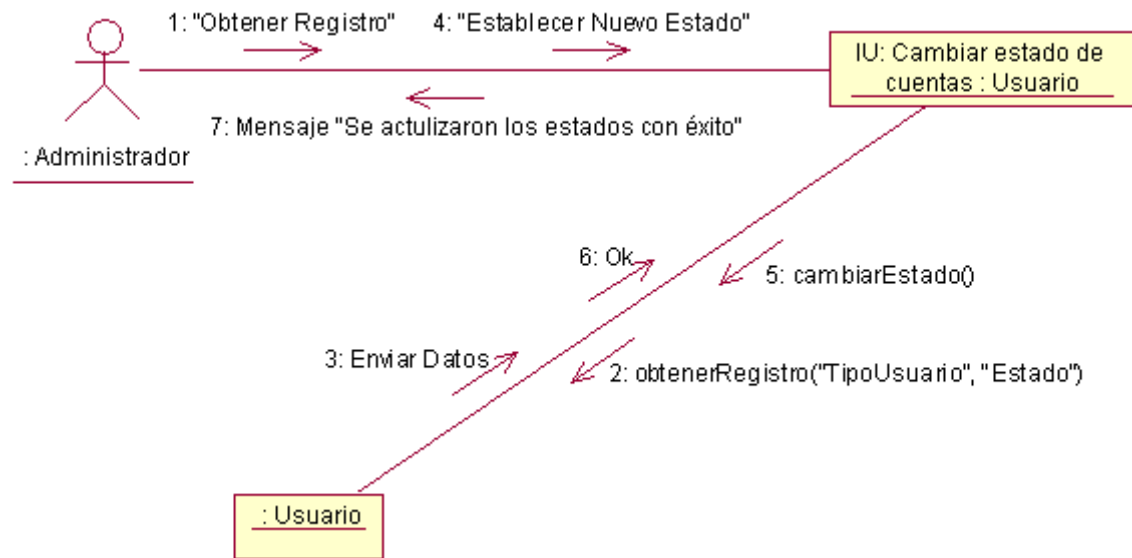 1: "Obtener Registro"
4: "Establecer Nuevo Estado"
IU: Cambiar estado de
cuentas : Usuario
7: Mensaje "Se actulizaron los estados con éxito"
: Administrador
6: Ok
5: cambiarEstado()
3: Enviar Datos
2: obtenerRegistro("TipoUsuario", "Estado")
: Usuario